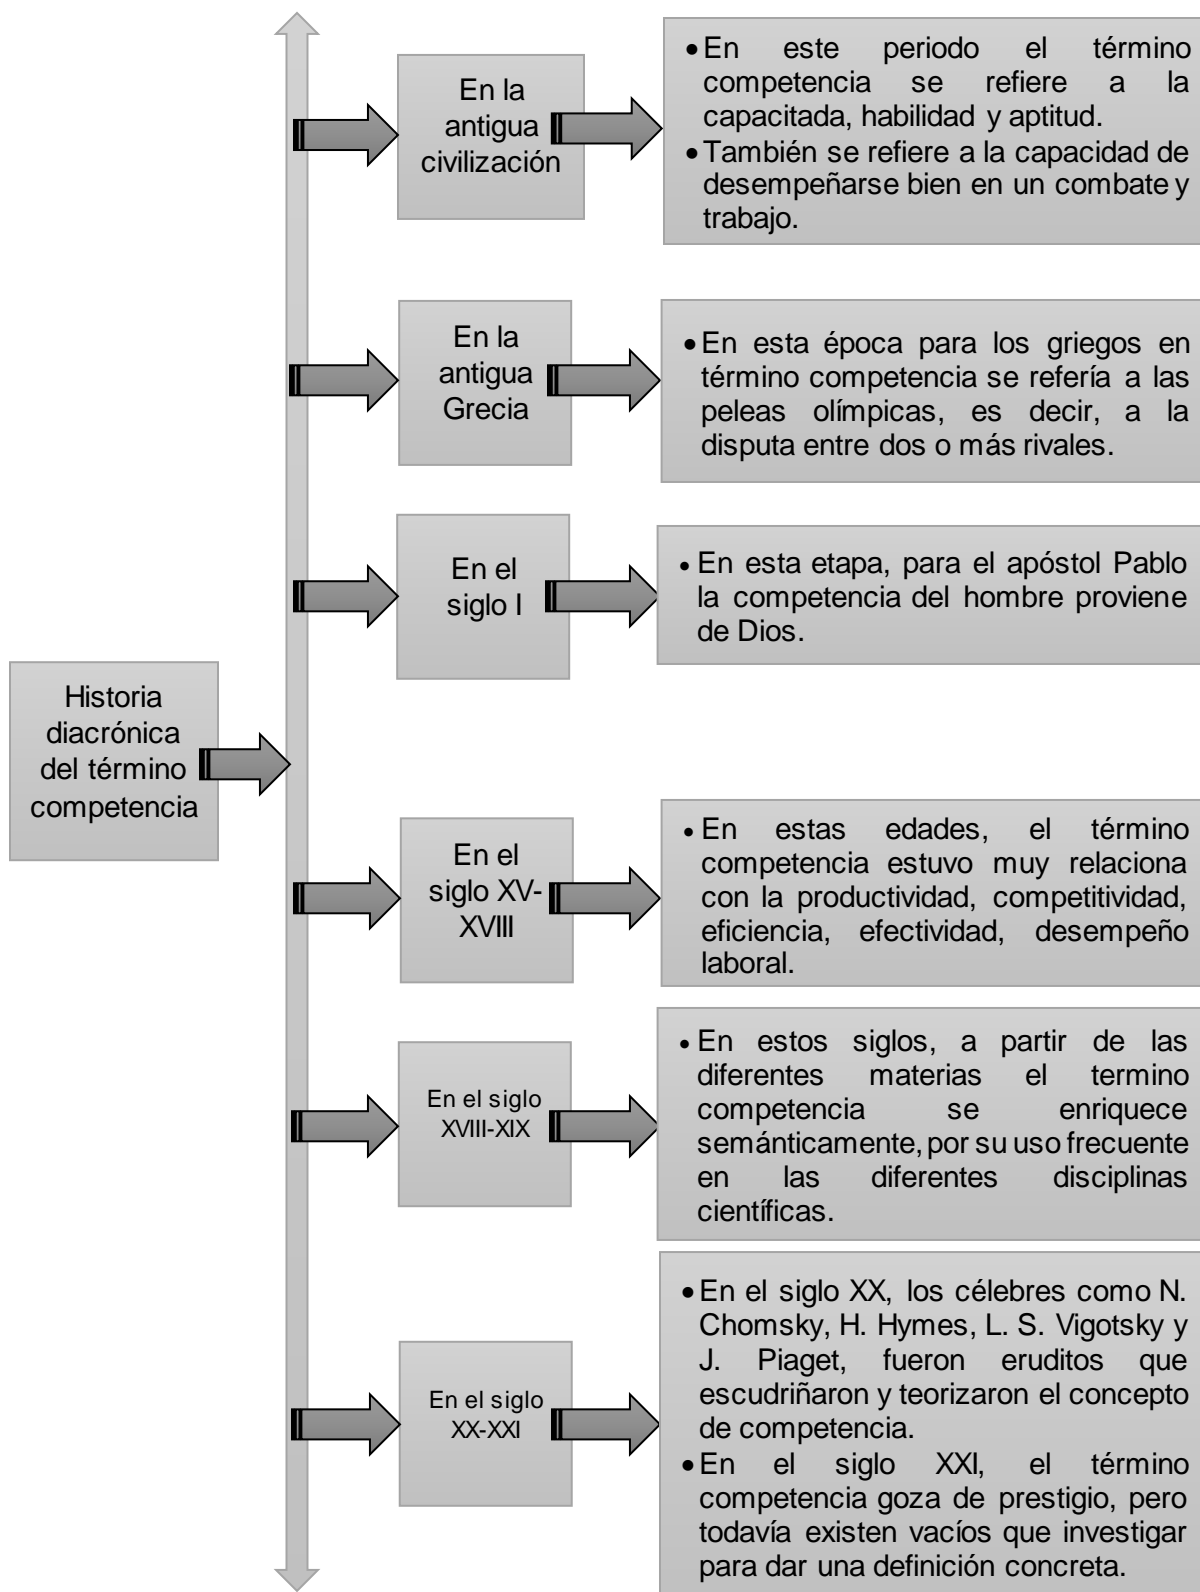 Historia
diacrónica
del término
competencia
En la
antigua
civilización
• En este periodo el término
competencia se refiere a la
capacitada, habilidad y aptitud.
• También se refiere a la capacidad de
desempeñarse bien en un combate y
trabajo.
En la
antigua
Grecia
• En esta época para los griegos en
término competencia se refería a las
peleas olímpicas, es decir, a la
disputa entre dos o más rivales.
En el
siglo I
• En esta etapa, para el apóstol Pablo
la competencia del hombre proviene
de Dios.
En el
siglo XV-
XVIII
• En estas edades, el término
competencia estuvo muy relaciona
con la productividad, competitividad,
eficiencia, efectividad, desempeño
laboral.
En el siglo
XVIII-XIX
• En estos siglos, a partir de las
diferentes materias el termino
competencia se enriquece
semánticamente, por su uso frecuente
en las diferentes disciplinas
científicas.
En el siglo
XX-XXI
• En el siglo XX, los célebres como N.
Chomsky, H. Hymes, L. S. Vigotsky y
J. Piaget, fueron eruditos que
escudriñaron y teorizaron el concepto
de competencia.
• En el siglo XXI, el término
competencia goza de prestigio, pero
todavía existen vacíos que investigar
para dar una definición concreta.